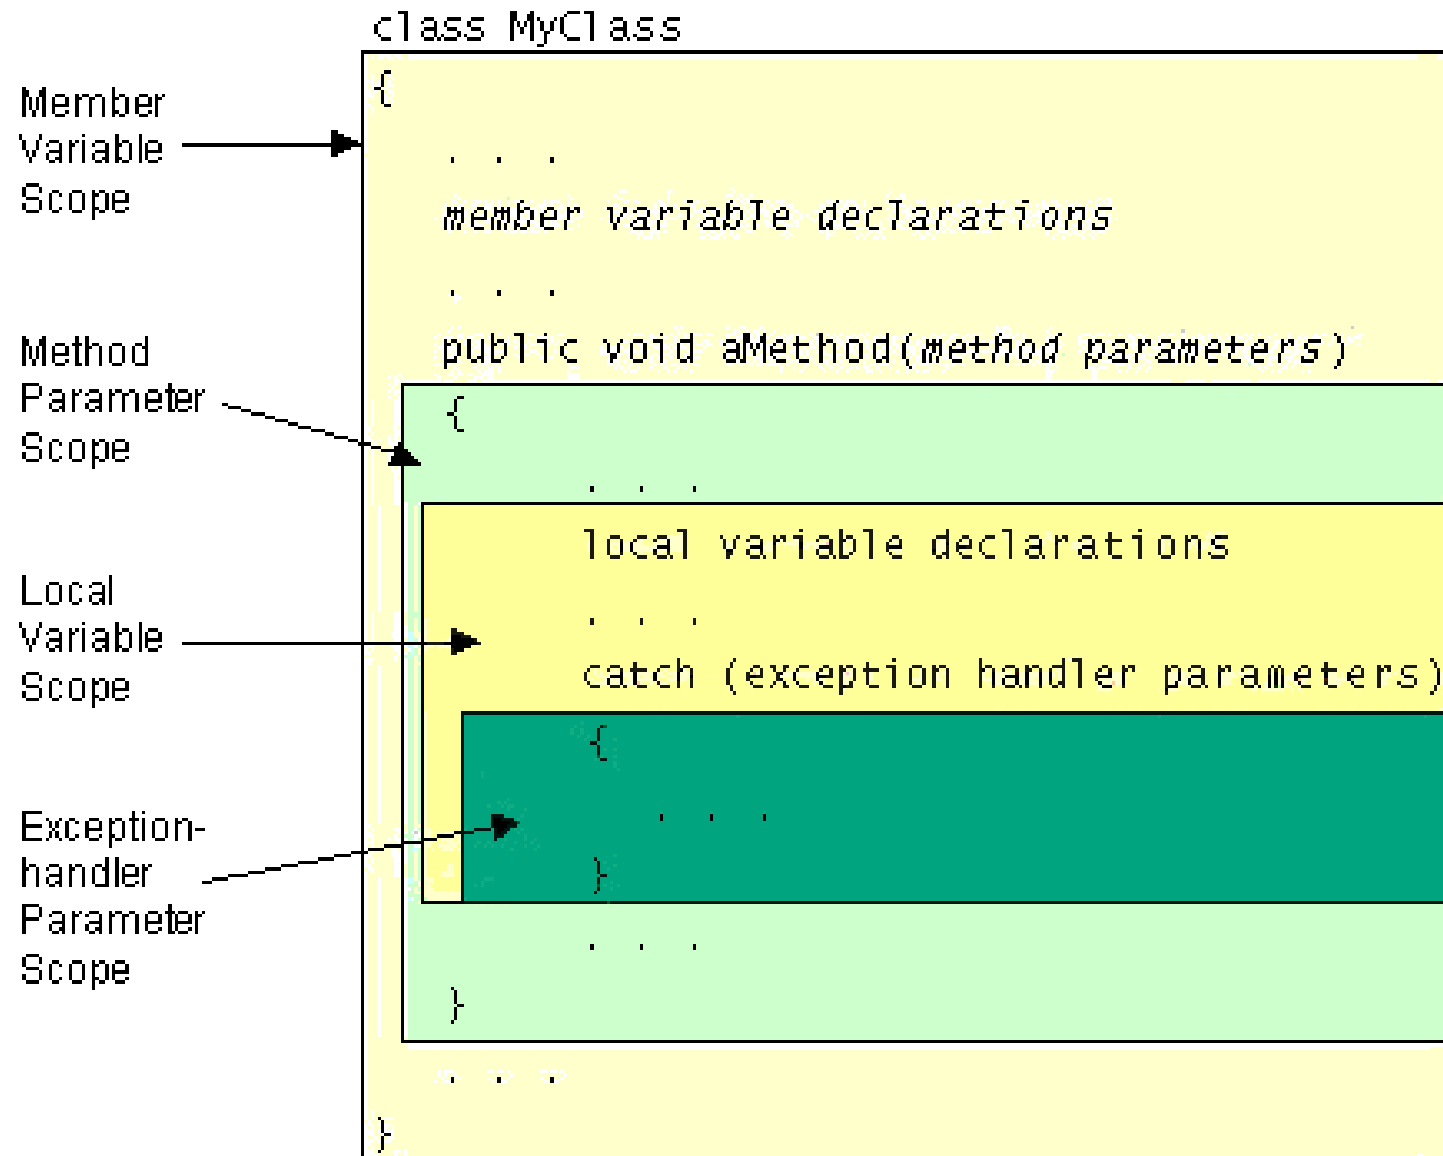 class MyClass
{
. . .
member variable declarations
. . .
public void aMethod(method parameters)
{
. . .
local variable declarations
. . .
catch (exception handler parameters)
{
. . .
}
. . .
}
. . .
}
Member
Variable
Scope
Method
Parameter
Scope
Local
Variable
Scope
Exception-
handler
Parameter
Scope